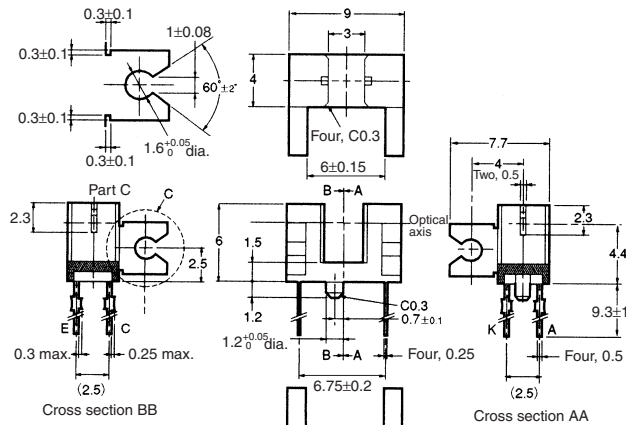 0.3±0.1
1±0.08
0.3±0.1
60°±2°
0.3±0.1
0.3±0.1
1.6 +0.05 0 dia.
9
3
4
Four, C0.3
6±0.15
7.7
4
Two, 0.5
2.3
4.4
9.3±1
K
A
Four, 0.5
(2.5)
Cross section AA
Part C
C
2.3
2.5
E
C
0.3 max.
0.25 max.
(2.5)
Cross section BB
B A
Optical
axis
6
1.5
1.2
C0.3
0.7±0.1
1.2 +0.05 0 dia.
B A
Four, 0.25
6.75±0.2